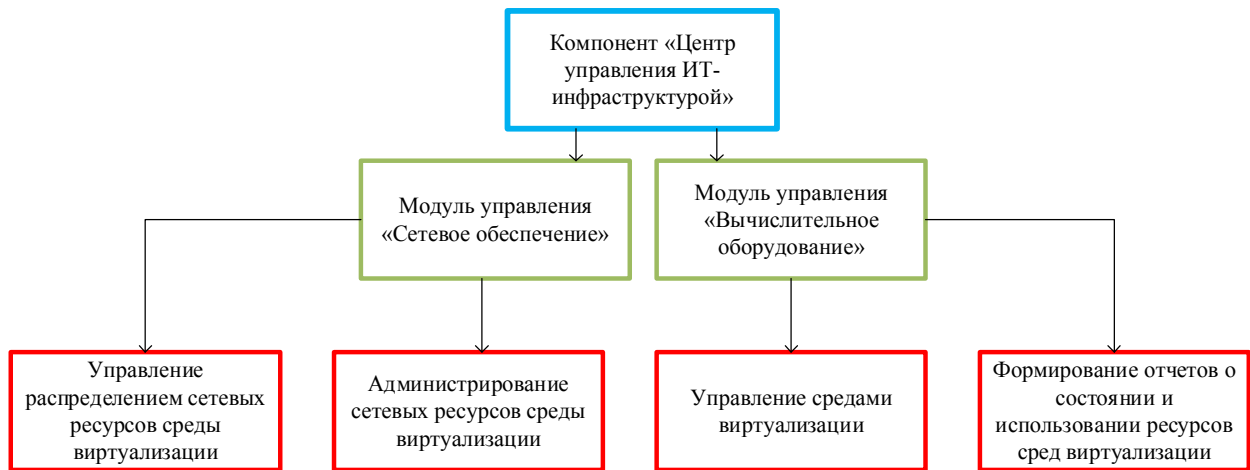 Компонент «Центр
управления ИТ-
инфраструктурой»
Модуль управления
«Сетевое обеспечение»
Модуль управления
«Вычислительное
оборудование»
Управление
распределением сетевых
ресурсов среды
виртуализации
Администрирование
сетевых ресурсов среды
виртуализации
Управление средами
виртуализации
Формирование отчетов о
состоянии и
использовании ресурсов
сред виртуализации